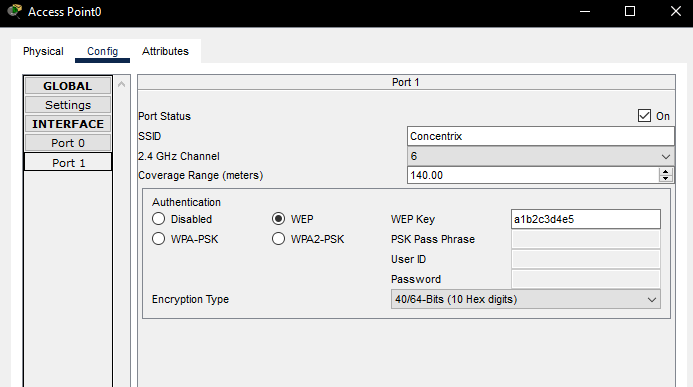 Access Point0
Physical Config Attributes
GLOBAL
Settings
INTERFACE
Port 0
Port 1
Port 1
Port Status On
SSID Concentrix
2.4 GHz Channel 6
Coverage Range (meters) 140.00
Authentication
Disabled WEP WEP Key a1b2c3d4e5
WPA-PSK WPA2-PSK PSK Pass Phrase
User ID
Password
Encryption Type 40/64-Bits (10 Hex digits)